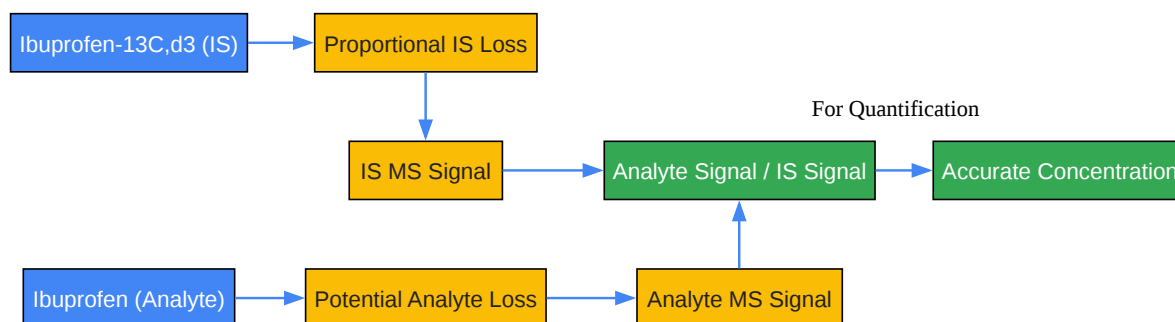 Ibuprofen-13C,d3 (IS)
Proportional IS Loss
For Quantification
IS MS Signal
Analyte Signal / IS Signal
Accurate Concentration
Ibuprofen (Analyte)
Potential Analyte Loss
Analyte MS Signal